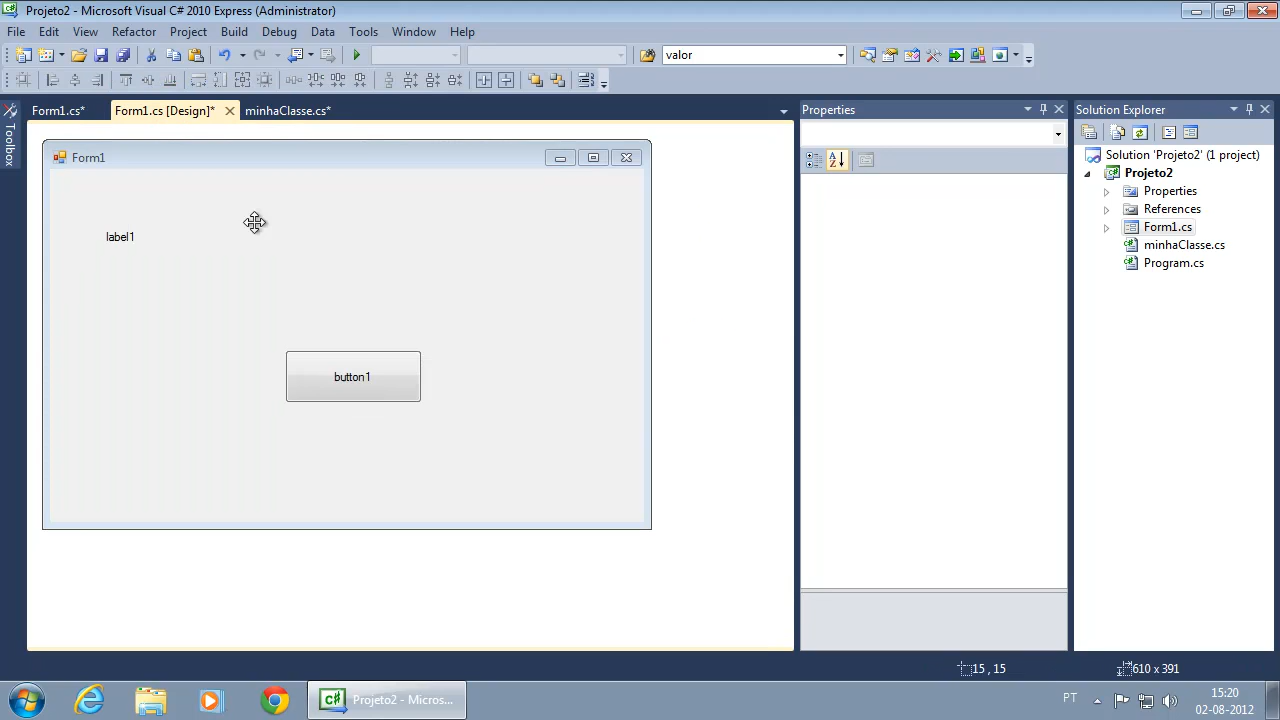 Projeto2 - Microsoft Visual C# 2010 Express (Administrator)
File Edit View Refactor Project Build Debug Data Tools Window Help
valor
Form1.cs* Form1.cs [Design]* minhaClasse.cs*
Toolbox
Form1
label1
button1
Properties
Solution Explorer
Solution 'Projeto2' (1 project)
Projeto2
Properties
References
Form1.cs
minhaClasse.cs
Program.cs
15 , 15
610 x 391
Projeto2 - Micros...
PT
15:20
02-08-2012